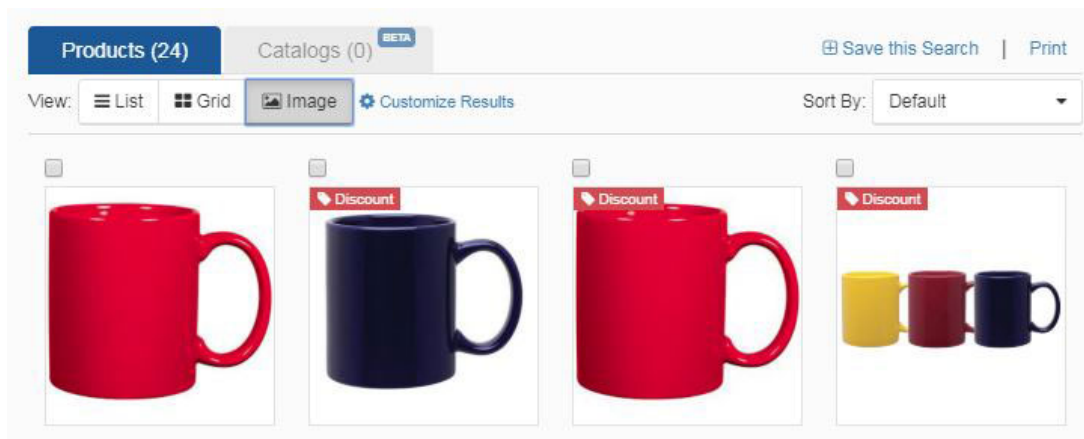 Products (24)
Catalogs (0) BETA
Save this Search | Print
View: List Grid Image Customize Results
Sort By: Default
Discount
Discount
Discount